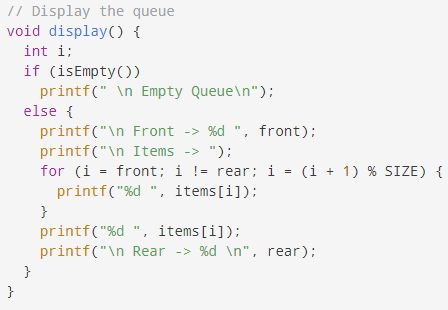 // Display the queue
void display() {
  int i;
  if (isEmpty())
    printf(" \n Empty Queue\n");
  else {
    printf("\n Front -> %d ", front);
    printf("\n Items -> ");
    for (i = front; i != rear; i = (i + 1) % SIZE) {
      printf("%d ", items[i]);
    }
    printf("%d ", items[i]);
    printf("\n Rear -> %d \n", rear);
  }
}